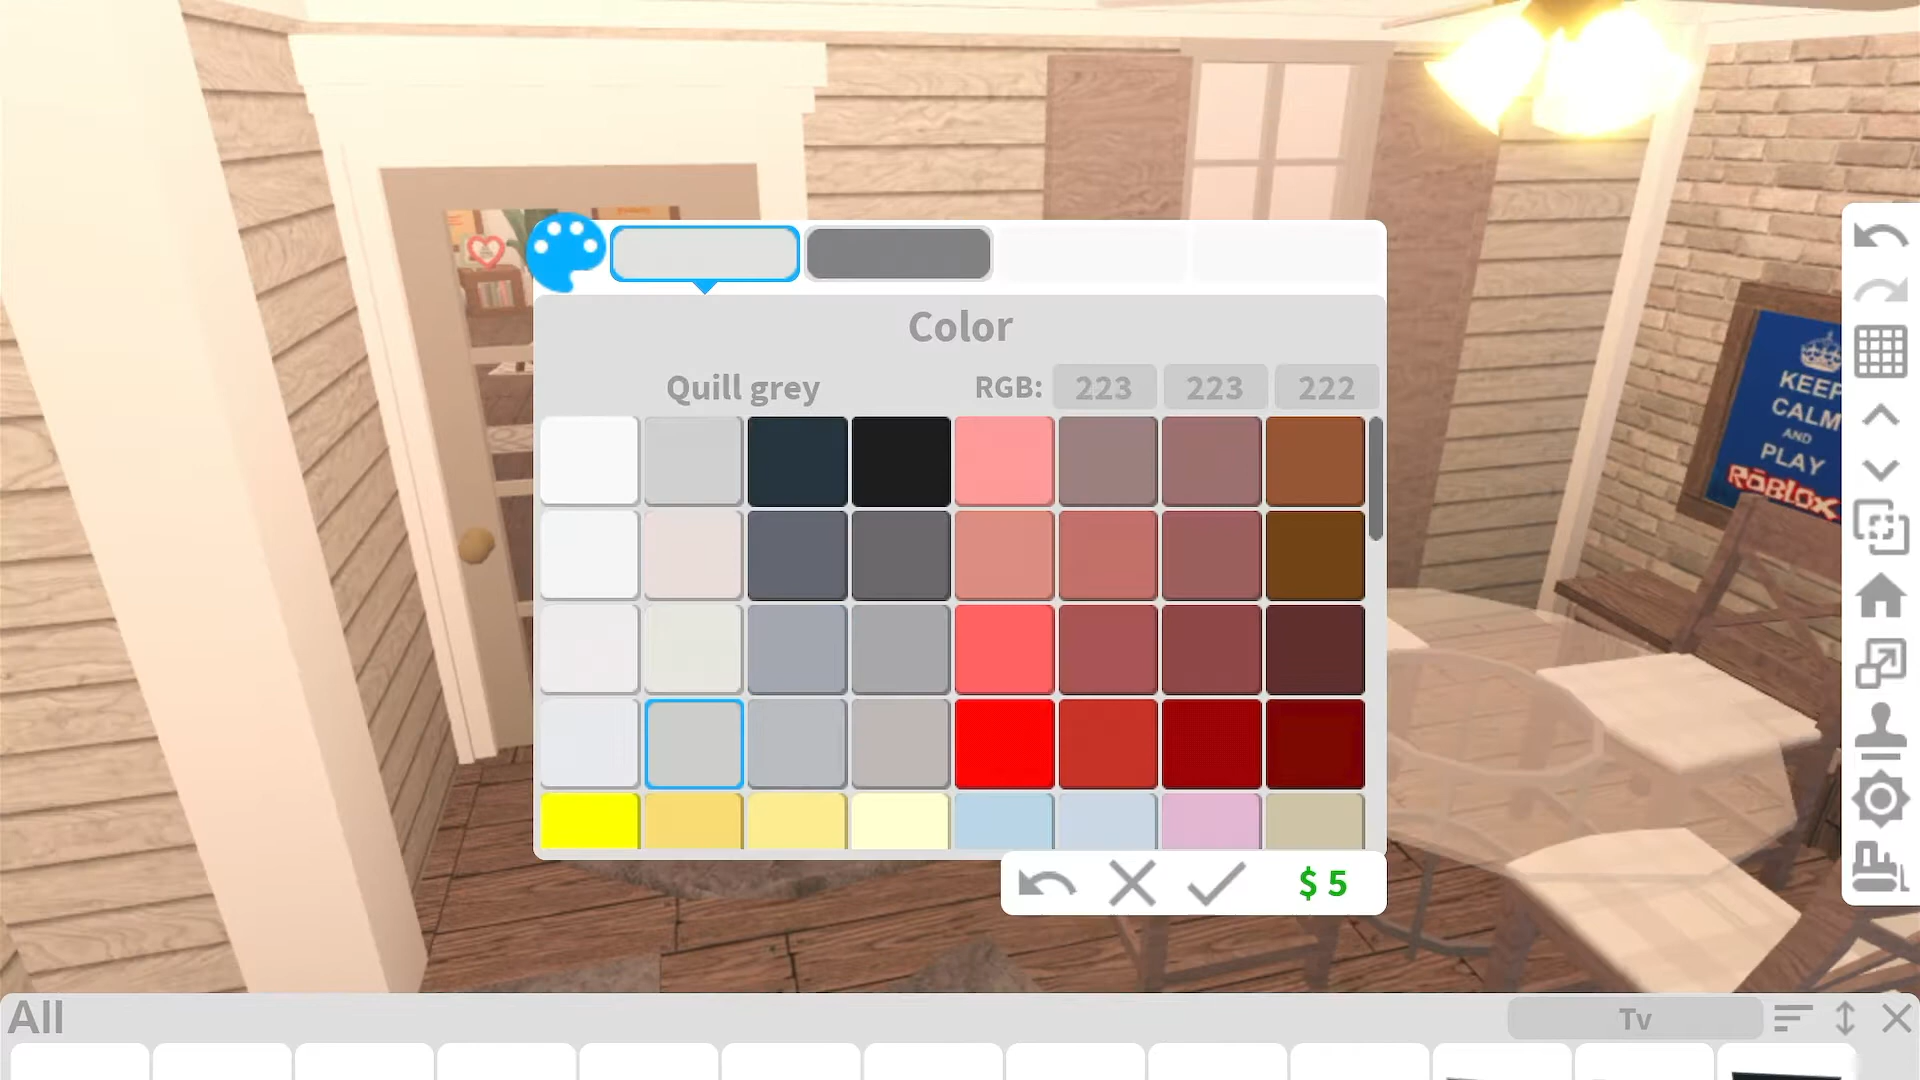 Color
Quill grey RGB: 223 223 222
KEEP
CALM
AND
PLAY
ROBLOX
$ 5
All Tv